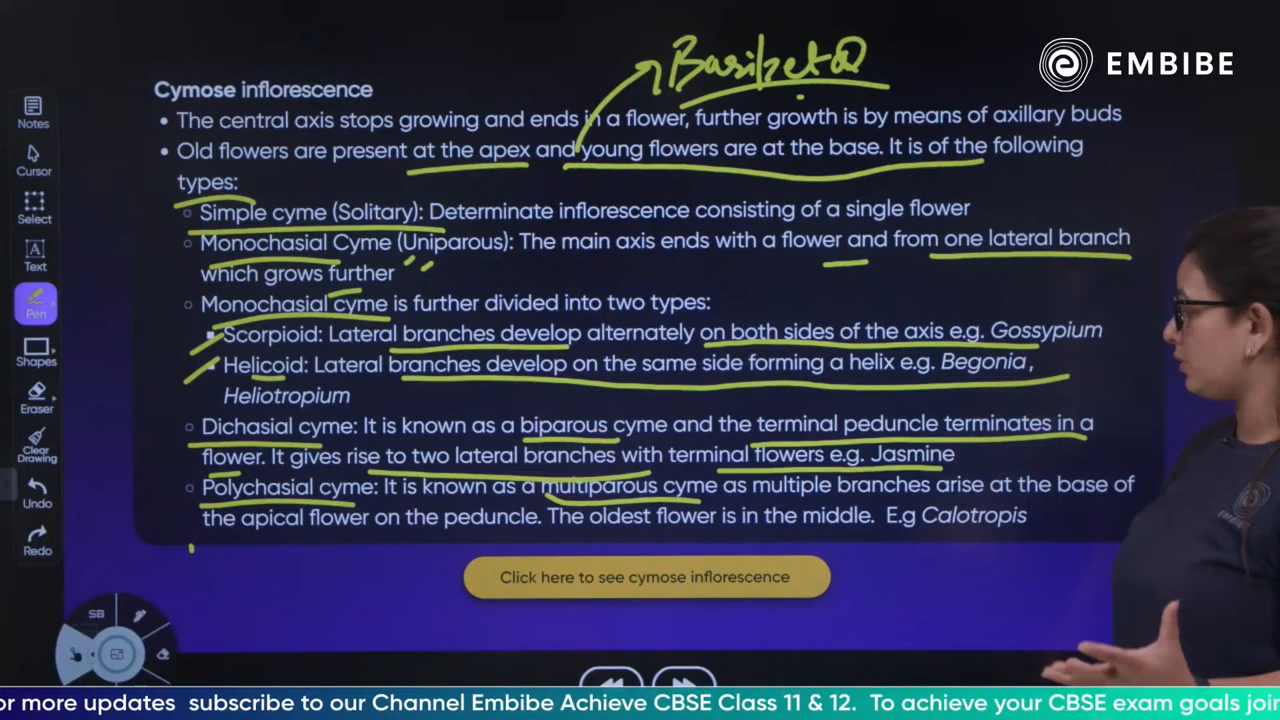 BasipetQ
EMBIBE
Cymose inflorescence
• The central axis stops growing and ends in a flower, further growth is by means of axillary buds
• Old flowers are present at the apex and young flowers are at the base. It is of the following
types:
Simple cyme (Solitary): Determinate inflorescence consisting of a single flower
Monochasial Cyme (Uniparous): The main axis ends with a flower and from one lateral branch
which grows further
Monochasial cyme is further divided into two types:
Scorpioid: Lateral branches develop alternately on both sides of the axis e.g. Gossypium
Helicoid: Lateral branches develop on the same side forming a helix e.g. Begonia,
Heliotropium
Dichasial cyme: It is known as a biparous cyme and the terminal peduncle terminates in a
flower. It gives rise to two lateral branches with terminal flowers e.g. Jasmine
Polychasial cyme: It is known as a multiparous cyme as multiple branches arise at the base of
the apical flower on the peduncle. The oldest flower is in the middle. E.g Calotropis
Click here to see cymose inflorescence
Notes
Cursor
Select
Text
Pen
Shapes
Eraser
Clear
Drawing
Undo
Redo
SB
or more updates subscribe to our Channel Embibe Achieve CBSE Class 11 & 12. To achieve your CBSE exam goals join